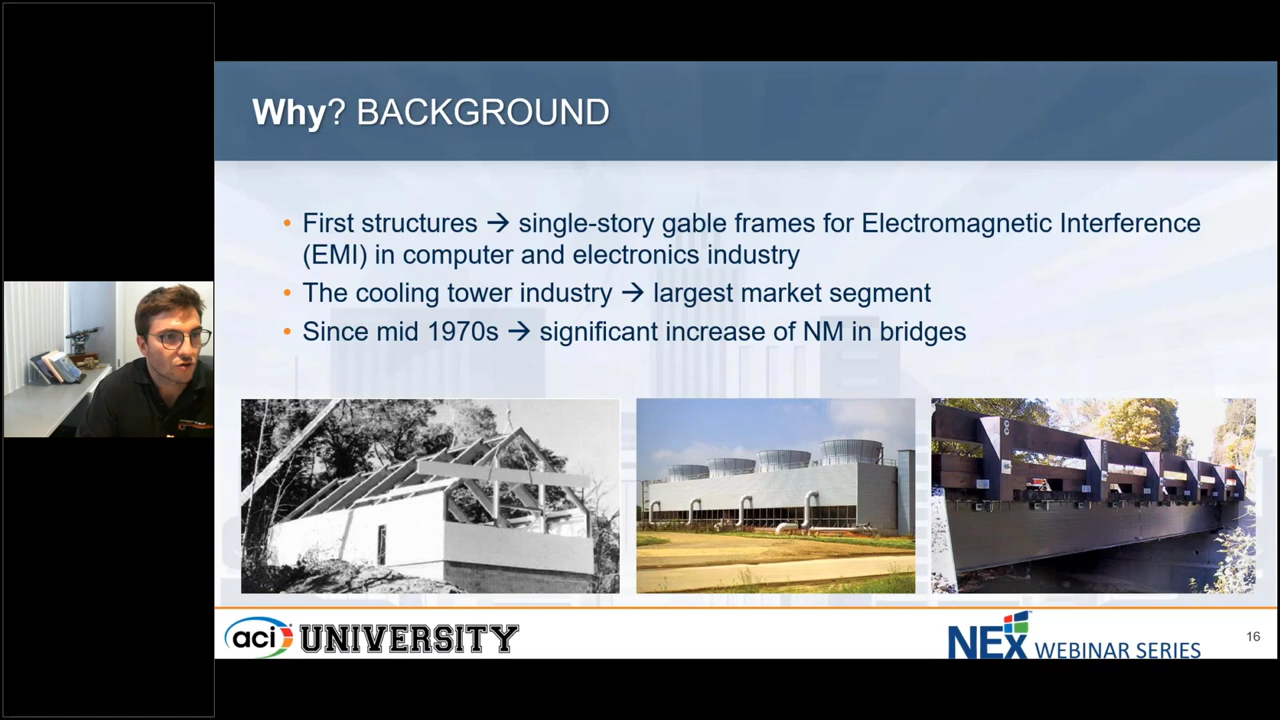 Why? BACKGROUND
• First structures → single-story gable frames for Electromagnetic Interference
(EMI) in computer and electronics industry
• The cooling tower industry → largest market segment
• Since mid 1970s → significant increase of NM in bridges
aci UNIVERSITY
NEx WEBINAR SERIES
16